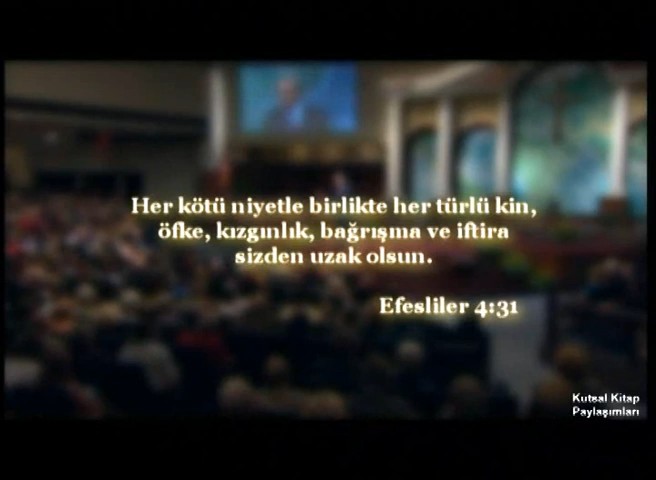 Her kötü niyetle birlikte her türlü kin,
öfke, kızgınlık, bağrışma ve iftira
sizden uzak olsun.
Efesliler 4:31
Kutsal Kitap
Paylaşımları